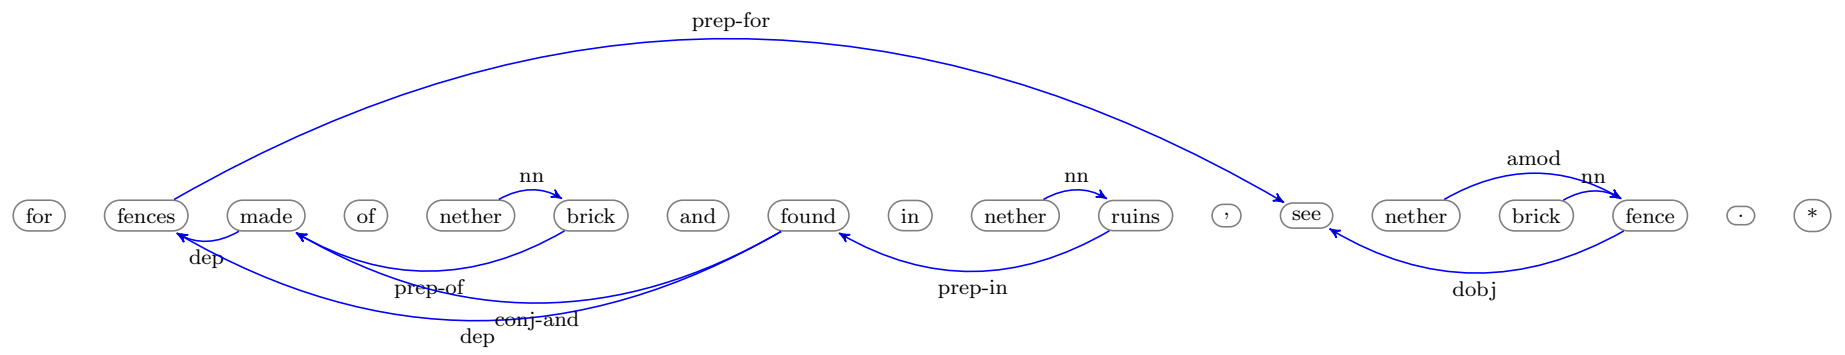 prep-for
amod
nn nn nn
for fences made of nether brick and found in nether ruins , see nether brick fence . *
dep
prep-of prep-in dobj
conj-and
dep